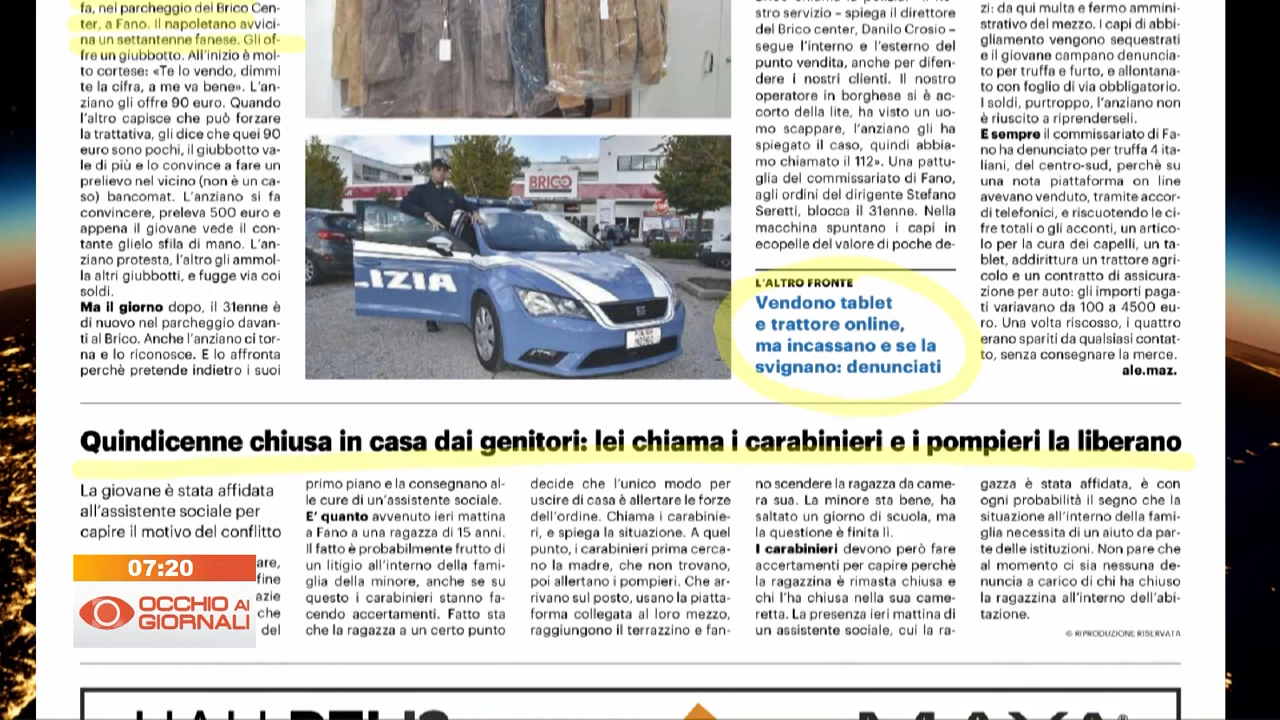 fa, nei parcheggio del Brico Cen-
ter, a Fano. Il napoletano avvici-
na un settantenne fanese. Gli of-
fre un giubbotto. All'inizio è mol-
to cortese: «Te lo vendo, dimmi
te la cifra, a me va bene». L'an-
ziano gli offre 90 euro. Quando
l'altro capisce che può forzare
la trattativa, gli dice che quei 90
euro sono pochi, il giubbotto va-
le di più e lo convince a fare un
prelievo nel vicino (non è un ca-
so) bancomat. L'anziano si fa
convincere, preleva 500 euro e
appena il giovane vede il con-
tante glielo sfila di mano. L'an-
ziano protesta, l'altro gli ammol-
la altri giubbotti, e fugge via coi
soldi.
Ma il giorno dopo, il 31enne è
di nuovo nel parcheggio davan-
ti al Brico. Anche l'anziano ci tor-
na e lo riconosce. E lo affronta
perchè pretende indietro i suoi
BRICO
LIZIA
stro servizio – spiega il direttore
del Brico center, Danilo Crosio –
segue l'interno e l'esterno del
punto vendita, anche per difen-
dere i nostri clienti. Il nostro
operatore in borghese si è ac-
corto della lite, ha visto un uo-
mo scappare, l'anziano gli ha
spiegato il caso, quindi abbia-
mo chiamato il 112». Una pattu-
glia del commissariato di Fano,
agli ordini del dirigente Stefano
Seretti, blocca il 31enne. Nella
macchina spuntano i capi in
ecopelle del valore di poche de-
L'ALTRO FRONTE
Vendono tablet
e trattore online,
ma incassano e se la
svignano: denunciati
zi: da qui multa e fermo ammini-
strativo del mezzo. I capi di abbi-
gliamento vengono sequestrati
e il giovane campano denuncia-
to per truffa e furto, e allontana-
to con foglio di via obbligatorio.
I soldi, purtroppo, l'anziano non
è riuscito a riprenderseli.
E sempre il commissariato di Fa-
no ha denunciato per truffa 4 ita-
liani, del centro-sud, perchè su
una nota piattaforma on line
avevano venduto, tramite accor-
di telefonici, e riscuotendo le ci-
fre totali o gli acconti, un artico-
lo per la cura dei capelli, un ta-
blet, addirittura un trattore agri-
colo e un contratto di assicura-
zione per auto: gli importi paga-
ti variavano da 100 a 4500 eu-
ro. Una volta riscosso, i quattro
erano spariti da qualsiasi contat-
to, senza consegnare la merce.
ale.maz.
Quindicenne chiusa in casa dai genitori: lei chiama i carabinieri e i pompieri la liberano
La giovane è stata affidata
all'assistente sociale per
capire il motivo del conflitto
are,
fine
azie
che
del
primo piano e la consegnano al-
le cure di un'assistente sociale.
E' quanto avvenuto ieri mattina
a Fano a una ragazza di 15 anni.
Il fatto è probabilmente frutto di
un litigio all'interno della fami-
glia della minore, anche se su
questo i carabinieri stanno fa-
cendo accertamenti. Fatto sta
che la ragazza a un certo punto
decide che l'unico modo per
uscire di casa è allertare le forze
dell'ordine. Chiama i carabinie-
ri, e spiega la situazione. A quel
punto, i carabinieri prima cerca-
no la madre, che non trovano,
poi allertano i pompieri. Che ar-
rivano sul posto, usano la piatta-
forma collegata al loro mezzo,
raggiungono il terrazzino e fan-
no scendere la ragazza da came-
ra sua. La minore sta bene, ha
saltato un giorno di scuola, ma
la questione è finita lì.
I carabinieri devono però fare
accertamenti per capire perchè
la ragazzina è rimasta chiusa e
chi l'ha chiusa nella sua came-
retta. La presenza ieri mattina di
un assistente sociale, cui la ra-
gazza è stata affidata, è con
ogni probabilità il segno che la
situazione all'interno della fami-
glia necessita di un aiuto da par-
te delle istituzioni. Non pare che
al momento ci sia nessuna de-
nuncia a carico di chi ha chiuso
la ragazzina all'interno dell'abi-
tazione.
© RIPRODUZIONE RISERVATA
07:20
OCCHIO AI
GIORNALI